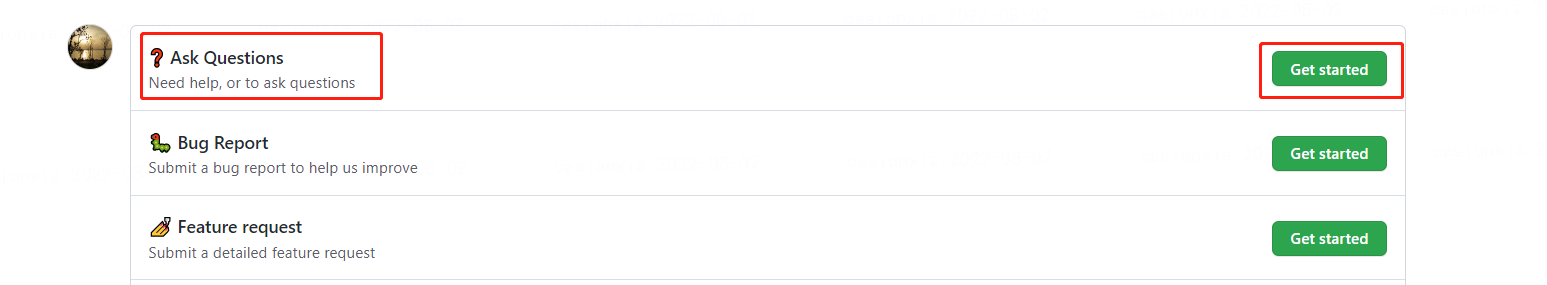 ❓ Ask Questions
Need help, or to ask questions
Get started
🐛 Bug Report
Submit a bug report to help us improve
Get started
Feature request
Submit a detailed feature request
Get started